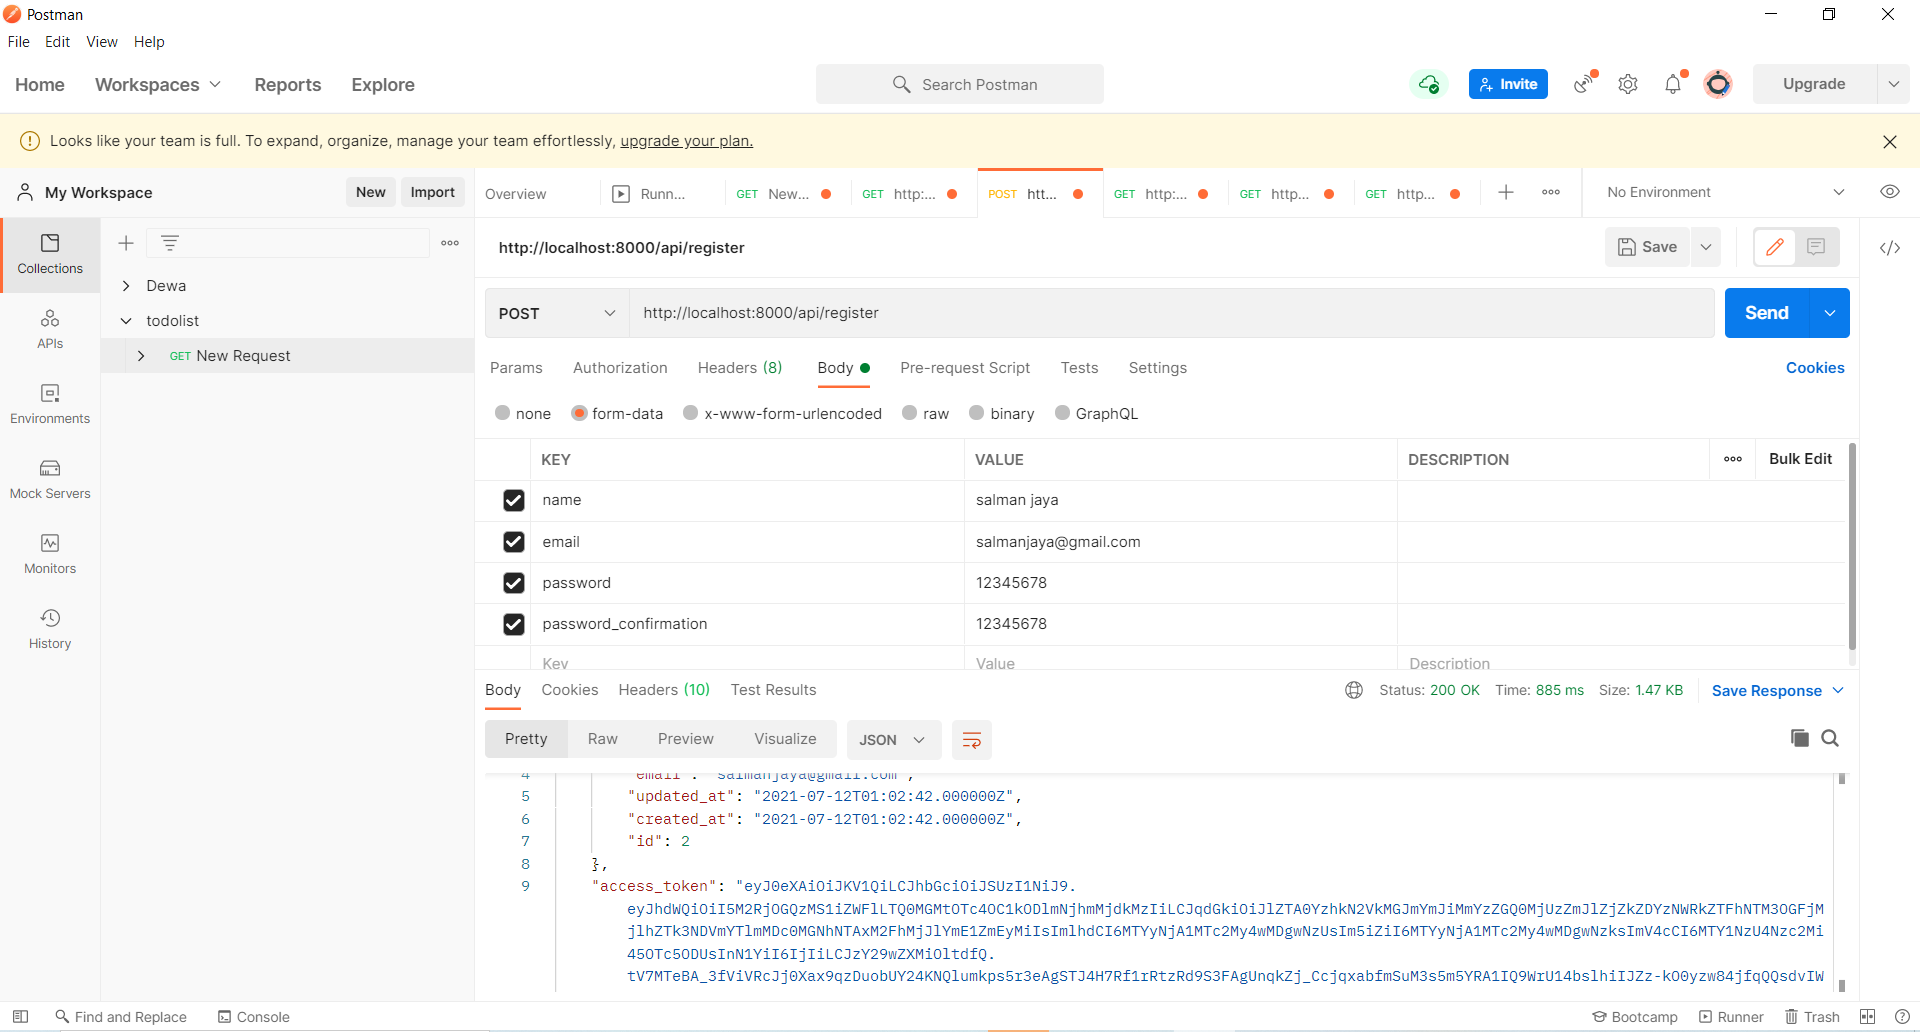 Postman
File Edit View Help
Home Workspaces Reports Explore Search Postman Invite Upgrade
Looks like your team is full. To expand, organize, manage your team effortlessly, upgrade your plan.
My Workspace New Import Overview Runn... GET New... GET http:... POST htt... GET http:... GET http... GET http... No Environment
http://localhost:8000/api/register Save
Collections
Dewa
todolist
GET New Request
APIs
Environments
Mock Servers
Monitors
History
POST http://localhost:8000/api/register Send
Params Authorization Headers (8) Body Pre-request Script Tests Settings Cookies
none form-data x-www-form-urlencoded raw binary GraphQL
KEY VALUE DESCRIPTION Bulk Edit
name salman jaya
email salmanjaya@gmail.com
password 12345678
password_confirmation 12345678
Key Value Description
Body Cookies Headers (10) Test Results Status: 200 OK Time: 885 ms Size: 1.47 KB Save Response
Pretty Raw Preview Visualize JSON
4 "email": "salmanjaya@gmail.com",
5 "updated_at": "2021-07-12T01:02:42.000000Z",
6 "created_at": "2021-07-12T01:02:42.000000Z",
7 "id": 2
8 },
9 "access_token": "eyJ0eXAiOiJKV1QiLCJhbGciOiJSUzI1NiJ9.
Find and Replace Console Bootcamp Runner Trash